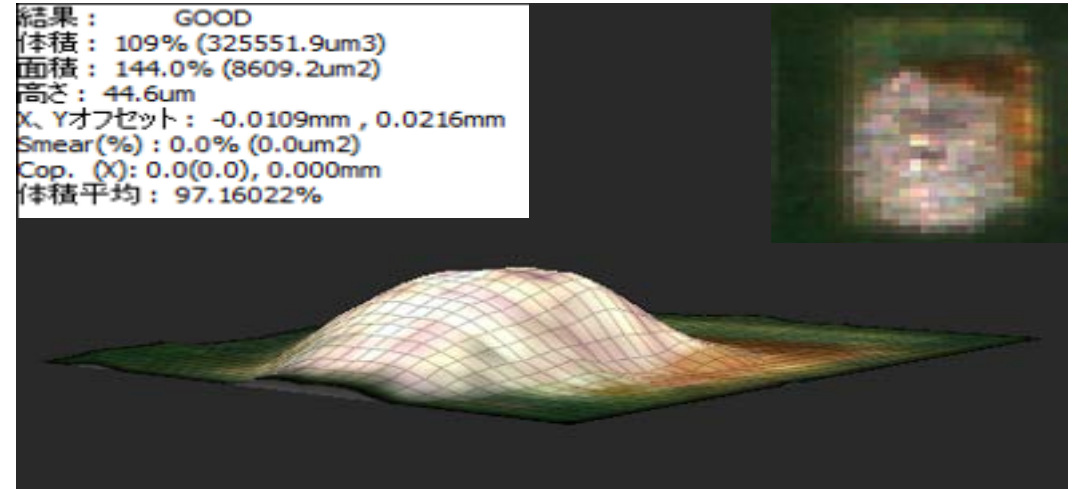 結果： GOOD
体積： 109% (325551.9um3)
面積： 144.0% (8609.2um2)
高さ： 44.6um
X、Yオフセット： -0.0109mm , 0.0216mm
Smear(%) : 0.0% (0.0um2)
Cop. (X): 0.0(0.0), 0.000mm
体積平均： 97.16022%